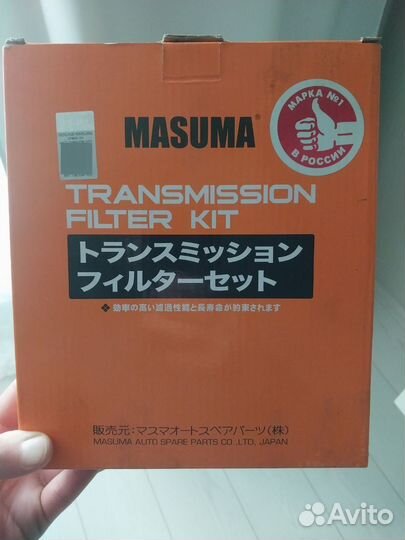 MASUMA®
МАРКА №1
В РОССИИ
TRANSMISSION
FILTER KIT
トランスミッション
フィルターセット
❖ 効率の高い濾過性能と長寿命が約束されます
販売元:マスマオートスペアパーツ(株)
MASUMA AUTO SPARE PARTS CO.,LTD, JAPAN
Avito